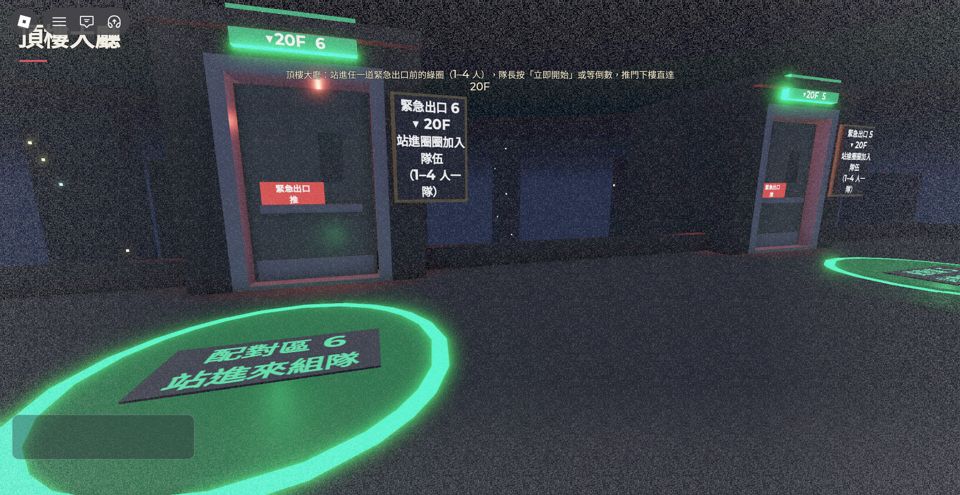 頂樓大廳
▼20F 6
頂樓大廳：站進任一道緊急出口前的綠圈（1–4 人），隊長按「立即開始」或等倒數，推門下樓直達
20F
緊急出口 6
▼ 20F
站進圈圈加入
隊伍
（1–4 人一
隊）
緊急出口
推
▼20F 5
緊急出口 5
▼ 20F
站進圈圈加入
隊伍
（1–4 人一
隊）
緊急出口
推
配對區 6
站進來組隊